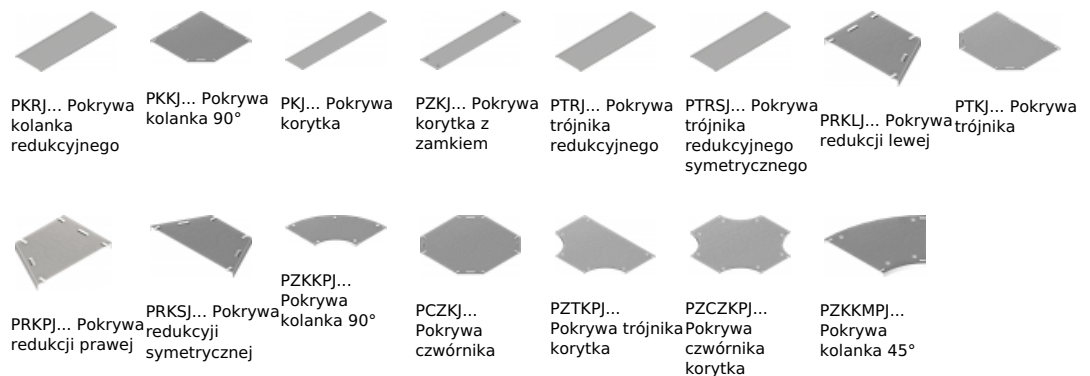 PKRJ... Pokrywa
kolanka
redukcyjnego
PKKJ... Pokrywa
kolanka 90°
PKJ... Pokrywa
korytka
PZKJ... Pokrywa
korytka z
zamkiem
PTRJ... Pokrywa
trójnika
redukcyjnego
PTRSJ... Pokrywa
trójnika
redukcyjnego
symetrycznego
PRKLJ... Pokrywa
redukcji lewej
PTKJ... Pokrywa
trójnika
PRKPJ... Pokrywa
redukcji prawej
PRKSJ... Pokrywa
redukcyji
symetrycznej
PZKKPJ...
Pokrywa
kolanka 90°
PCZKJ...
Pokrywa
czwórnika
PZTKPJ...
Pokrywa trójnika
korytka
PZCZKPJ...
Pokrywa
czwórnika
korytka
PZKKMPJ...
Pokrywa
kolanka 45°